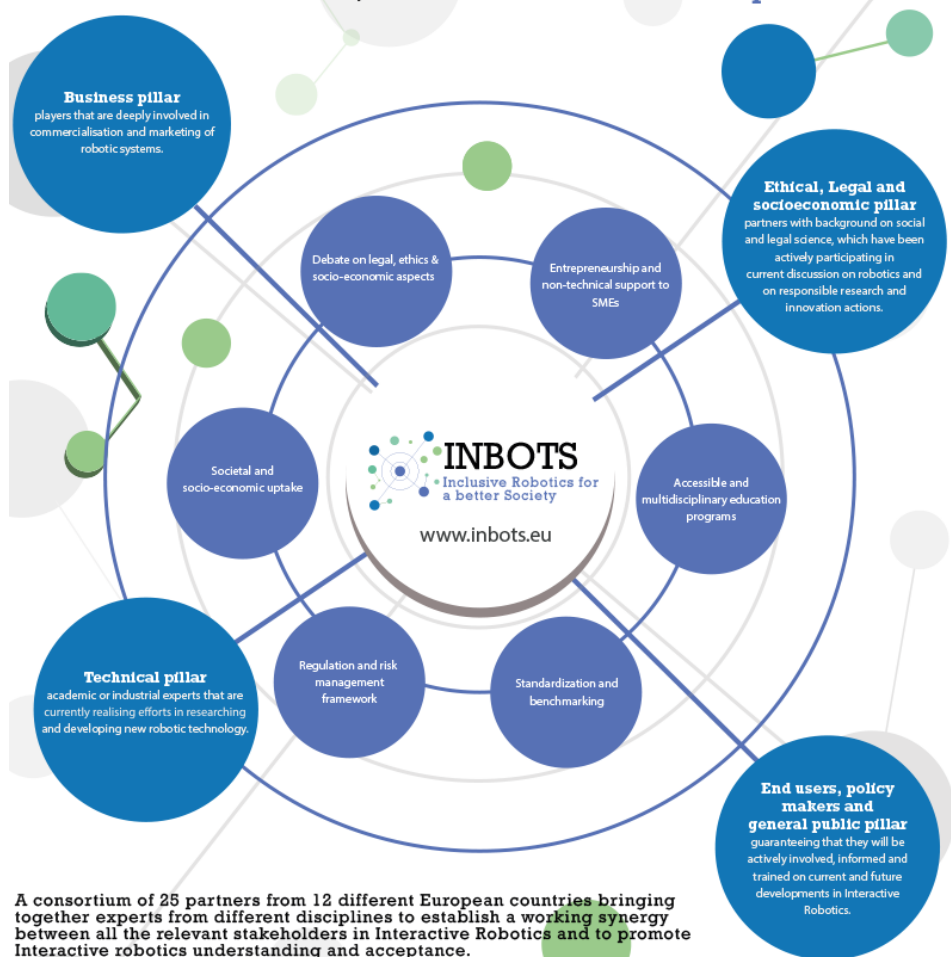 Business pillar
players that are deeply involved in
commercialisation and marketing of
robotic systems.
Ethical, Legal and
socioeconomic pillar
partners with background on social
and legal science, which have been
actively participating in
current discussion on robotics and
on responsible research and
innovation actions.
Debate on legal, ethics &
socio-economic aspects
Entrepreneurship and
non-technical support to
SMEs
Societal and
socio-economic uptake
INBOTS
Inclusive Robotics for
a better Society
www.inbots.eu
Accessible and
multidisciplinary education
programs
Regulation and risk
management
framework
Standardization and
benchmarking
Technical pillar
academic or industrial experts that are
currently realising efforts in researching
and developing new robotic technology.
End users, policy
makers and
general public pillar
guaranteeing that they will be
actively involved, informed and
trained on current and future
developments in Interactive
Robotics.
A consortium of 25 partners from 12 different European countries bringing
together experts from different disciplines to establish a working synergy
between all the relevant stakeholders in Interactive Robotics and to promote
Interactive robotics understanding and acceptance.